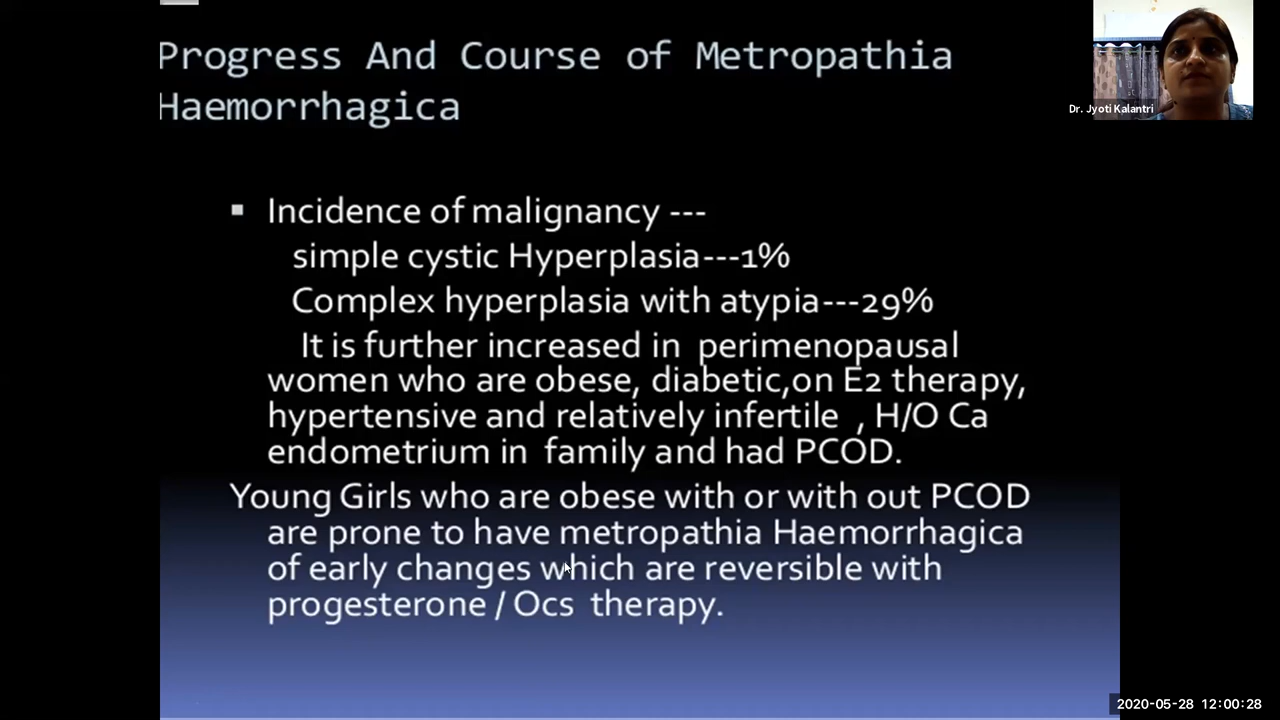 Progress And Course of Metropathia
Haemorrhagica
Dr. Jyoti Kalantri
▪ Incidence of malignancy ---
simple cystic Hyperplasia---1%
Complex hyperplasia with atypia---29%
It is further increased in perimenopausal
women who are obese, diabetic,on E2 therapy,
hypertensive and relatively infertile , H/O Ca
endometrium in family and had PCOD.
Young Girls who are obese with or with out PCOD
are prone to have metropathia Haemorrhagica
of early changes which are reversible with
progesterone / Ocs therapy.
2020-05-28 12:00:28